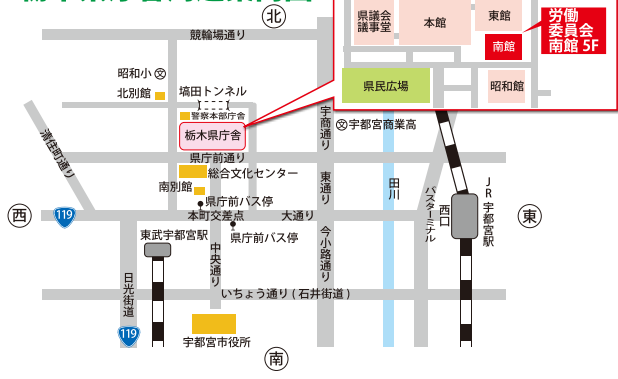 北
県議会
議事堂
本館
東館
南館
労働
委員会
南館 5F
県民広場
昭和館
競輪場通り
昭和小
文
北別館
塙田トンネル
警察本部庁舎
栃木県庁舎
県庁前通り
総合文化センター
南別館
県庁前バス停
本町交差点
大通り
県庁前バス停
清住町通り
西
119
東武宇都宮駅
中央通り
日光街道
119
いちょう通り(石井街道)
宇都宮市役所
南
宇商通り
文
宇都宮商業高
東通り
今小路通り
田川
バスターミナル
西口
JR宇都宮駅
東